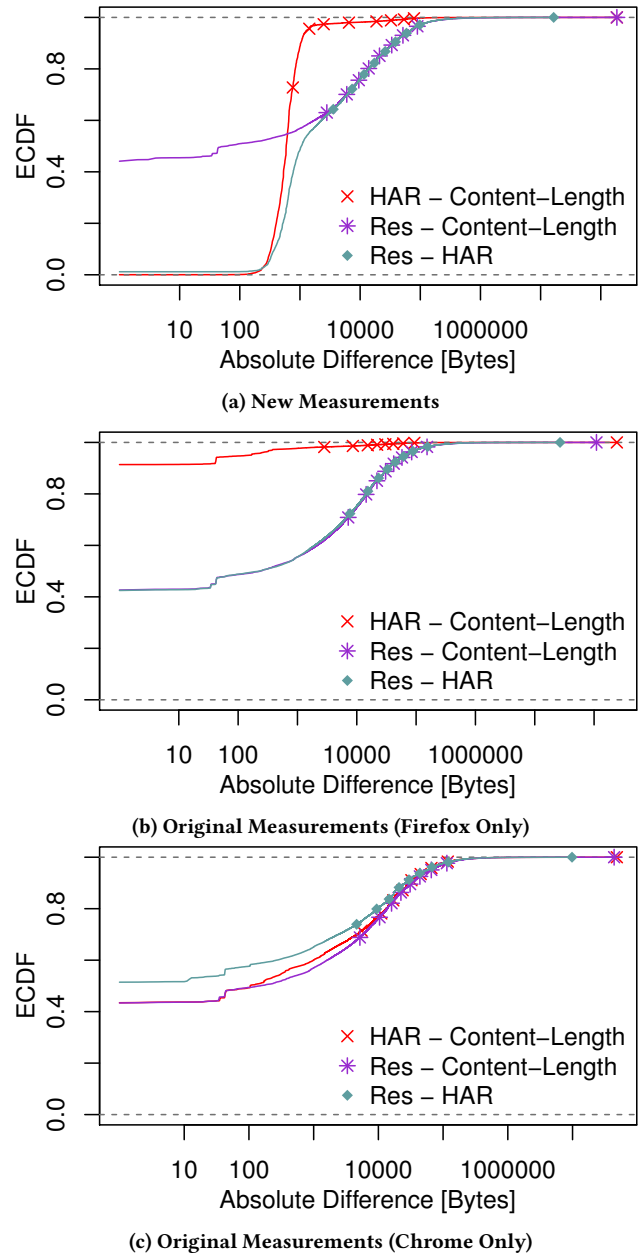 ECDF
0.0 0.4 0.8
HAR − Content−Length
Res − Content−Length
Res − HAR
10 100 10000 1000000
Absolute Difference [Bytes]
(a) New Measurements
ECDF
0.0 0.4 0.8
HAR − Content−Length
Res − Content−Length
Res − HAR
10 100 10000 1000000
Absolute Difference [Bytes]
(b) Original Measurements (Firefox Only)
ECDF
0.0 0.4 0.8
HAR − Content−Length
Res − Content−Length
Res − HAR
10 100 10000 1000000
Absolute Difference [Bytes]
(c) Original Measurements (Chrome Only)